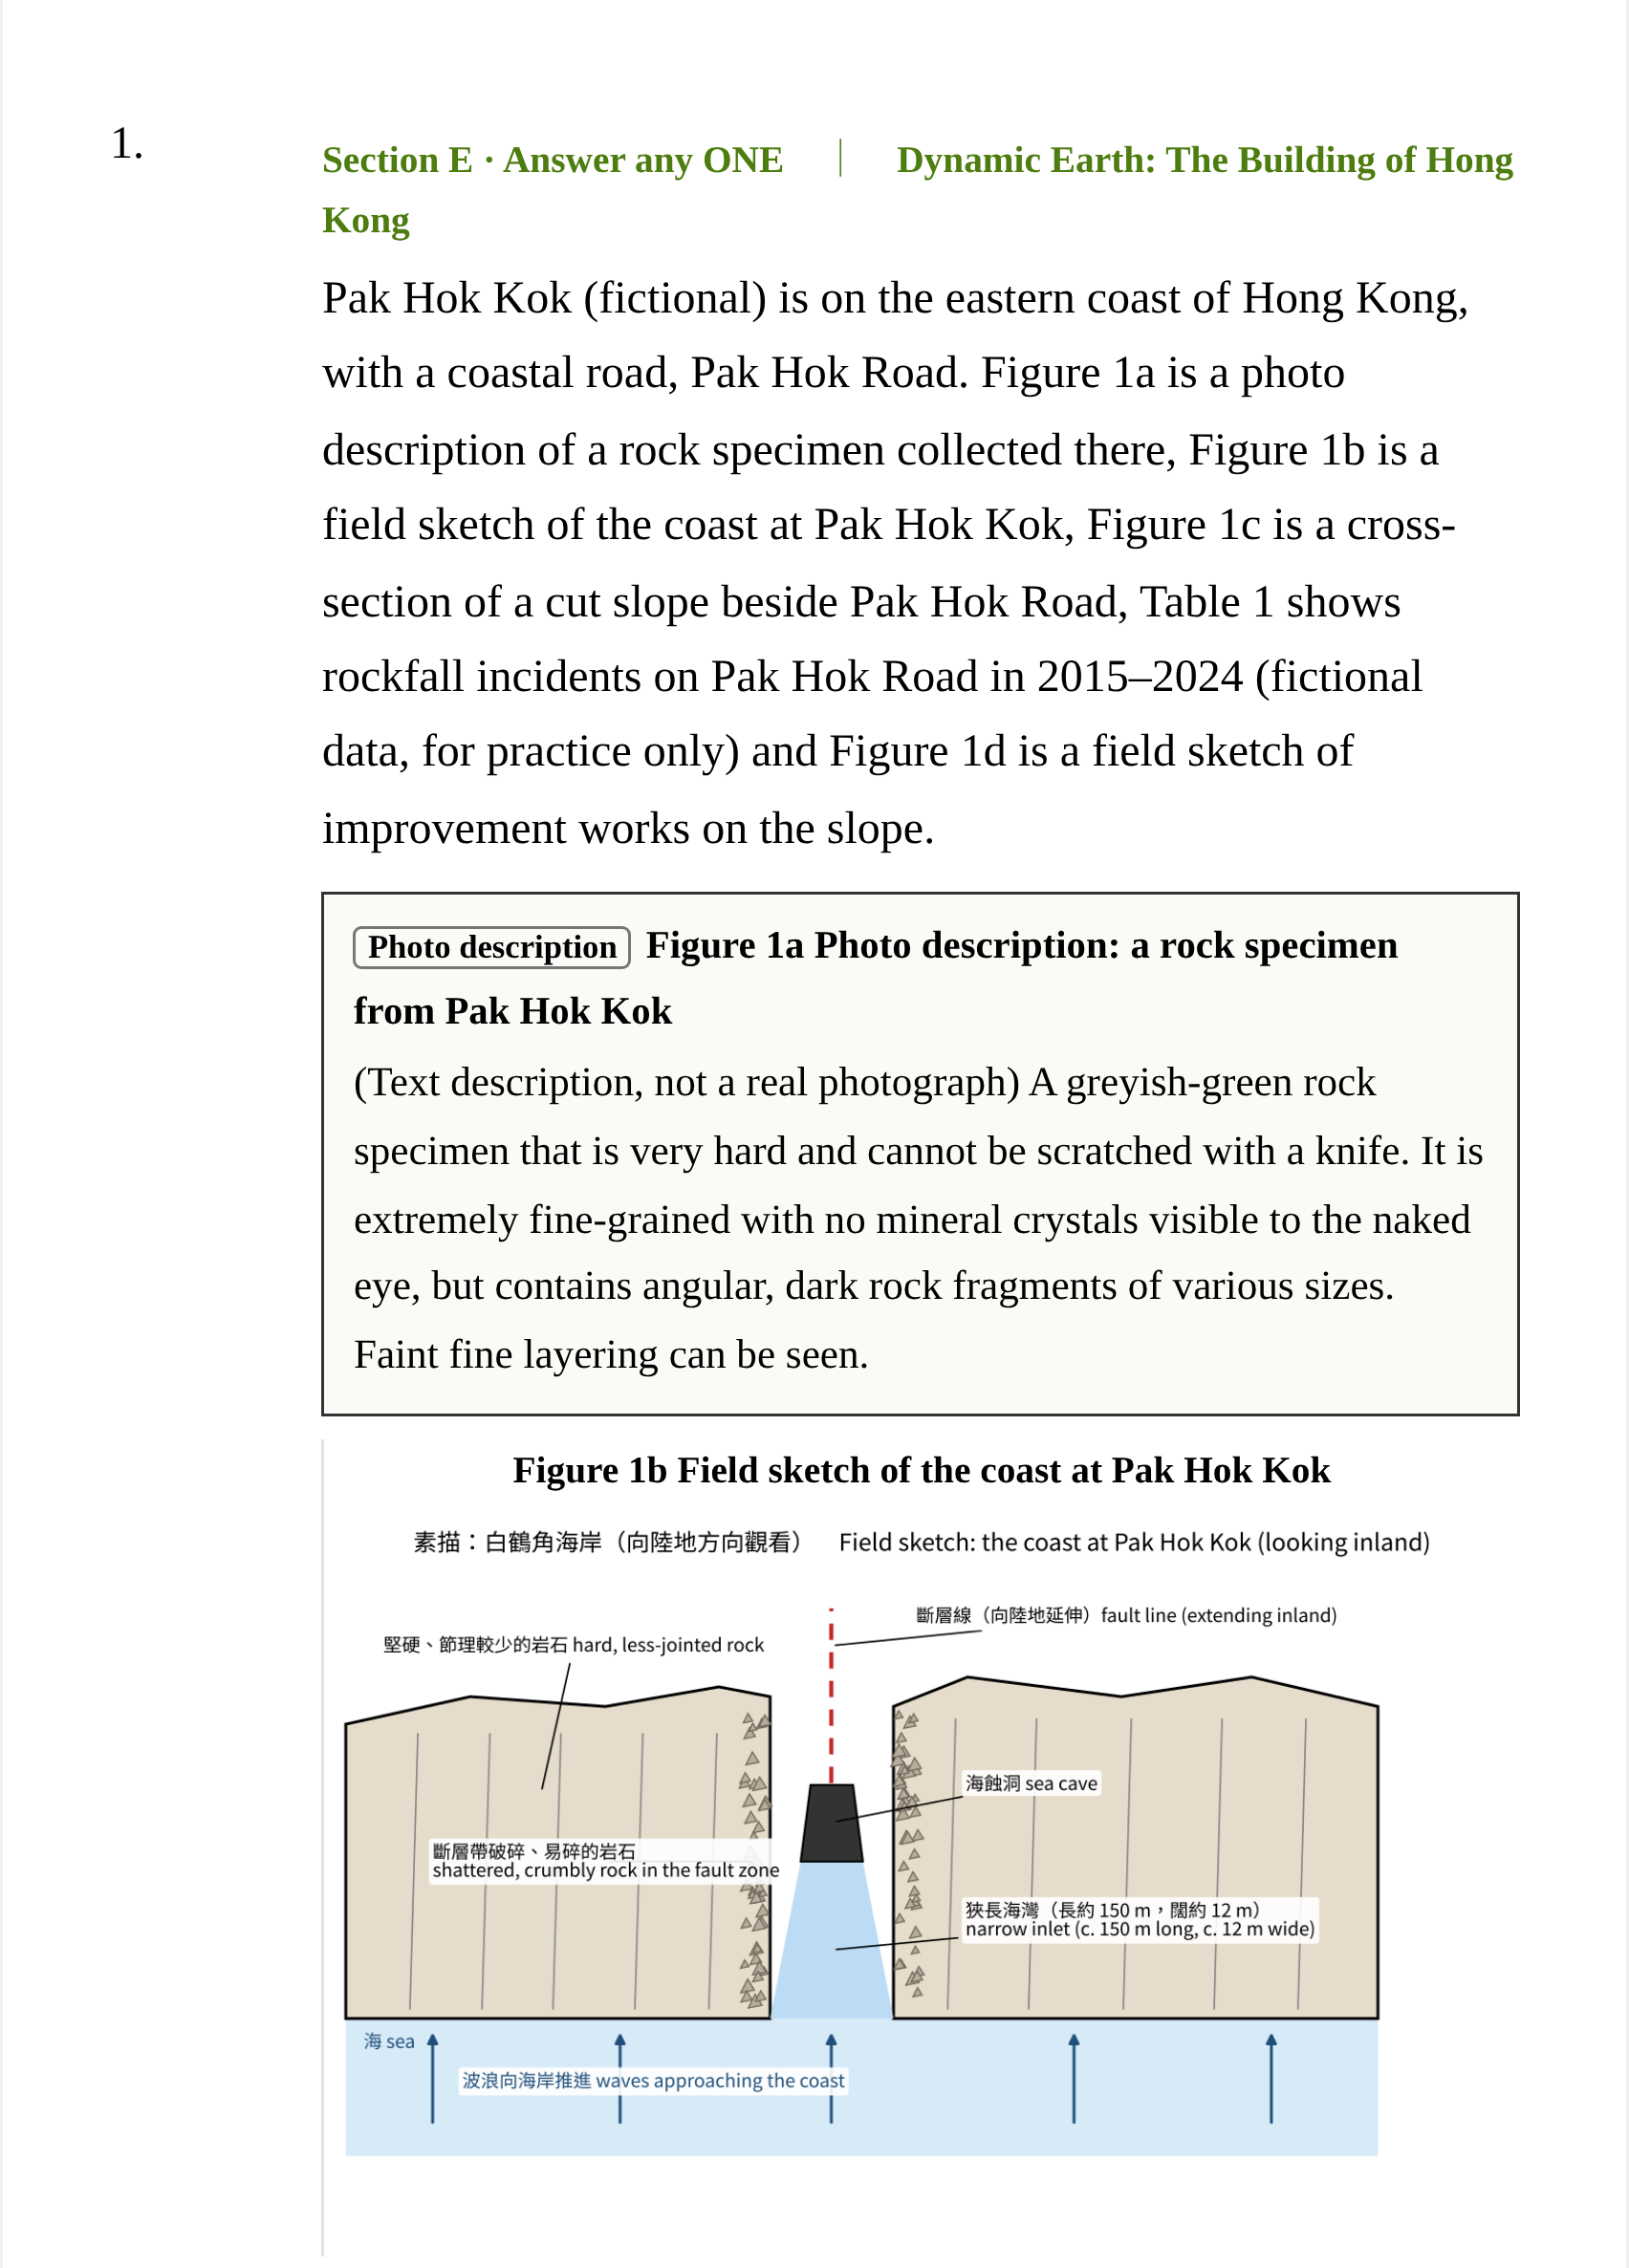 1.
Section E · Answer any ONE | Dynamic Earth: The Building of Hong
Kong
Pak Hok Kok (fictional) is on the eastern coast of Hong Kong,
with a coastal road, Pak Hok Road. Figure 1a is a photo
description of a rock specimen collected there, Figure 1b is a
field sketch of the coast at Pak Hok Kok, Figure 1c is a cross-
section of a cut slope beside Pak Hok Road, Table 1 shows
rockfall incidents on Pak Hok Road in 2015–2024 (fictional
data, for practice only) and Figure 1d is a field sketch of
improvement works on the slope.
Photo description Figure 1a Photo description: a rock specimen
from Pak Hok Kok
(Text description, not a real photograph) A greyish-green rock
specimen that is very hard and cannot be scratched with a knife. It is
extremely fine-grained with no mineral crystals visible to the naked
eye, but contains angular, dark rock fragments of various sizes.
Faint fine layering can be seen.
Figure 1b Field sketch of the coast at Pak Hok Kok
素描：白鶴角海岸（向陸地方向觀看） Field sketch: the coast at Pak Hok Kok (looking inland)
斷層線（向陸地延伸）fault line (extending inland)
堅硬、節理較少的岩石 hard, less-jointed rock
海蝕洞 sea cave
斷層帶破碎、易碎的岩石
shattered, crumbly rock in the fault zone
狹長海灣（長約 150 m，闊約 12 m）
narrow inlet (c. 150 m long, c. 12 m wide)
海 sea
波浪向海岸推進 waves approaching the coast